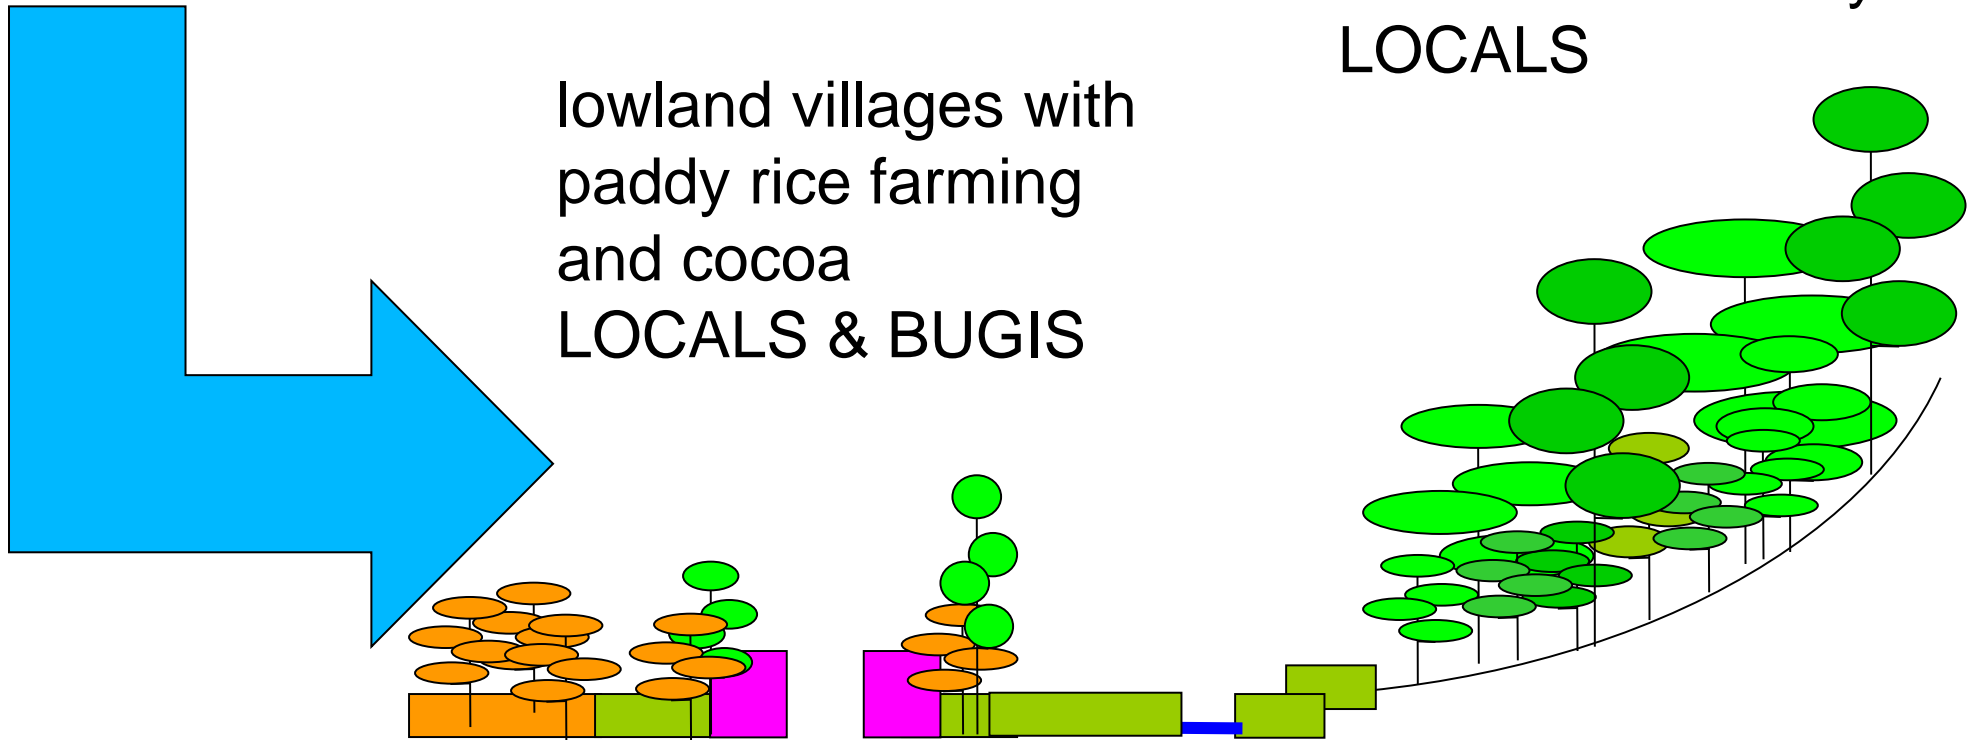 LOCALS
lowland villages with
paddy rice farming
and cocoa
LOCALS & BUGIS